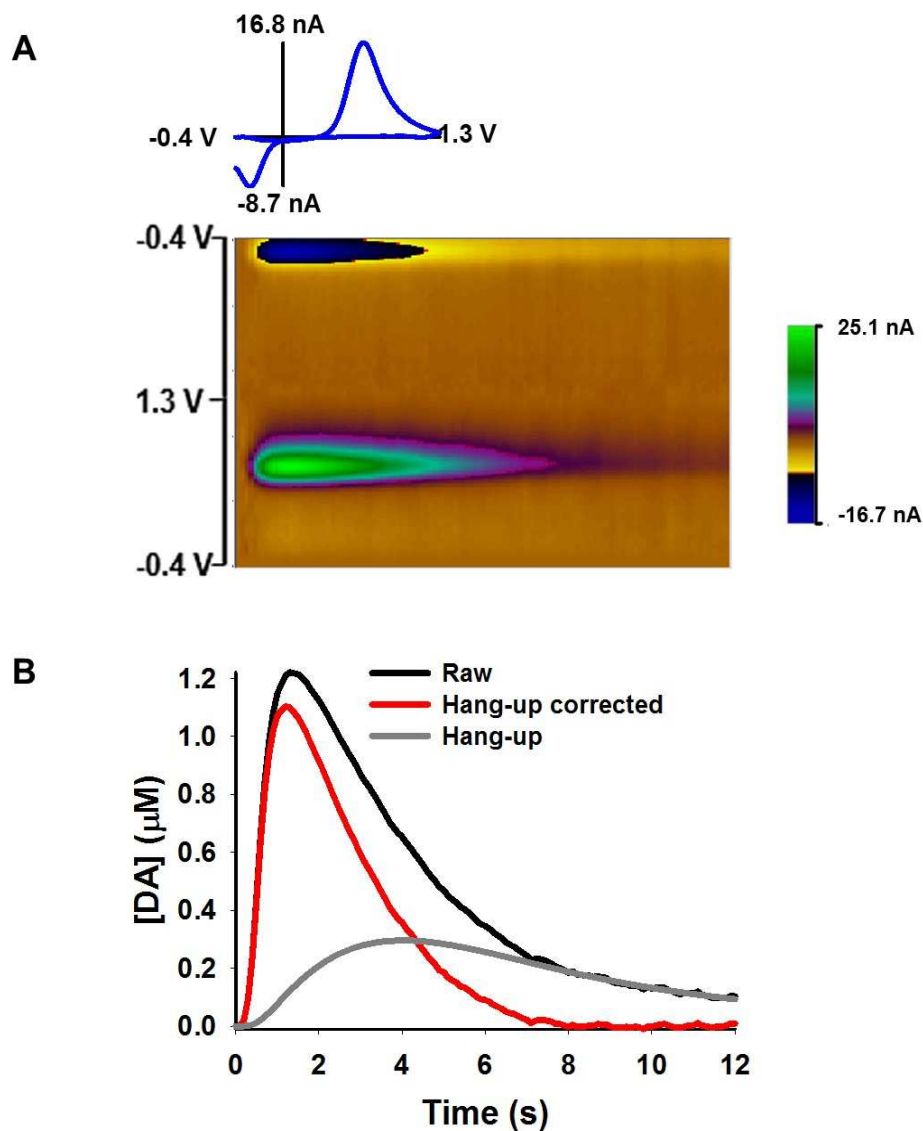 A
16.8 nA
-0.4 V
1.3 V
-8.7 nA
-0.4 V
1.3 V
-0.4 V
25.1 nA
-16.7 nA
B
Raw
Hang-up corrected
Hang-up
[DA] (μM)
1.2
1.0
0.8
0.6
0.4
0.2
0.0
0 2 4 6 8 10 12
Time (s)